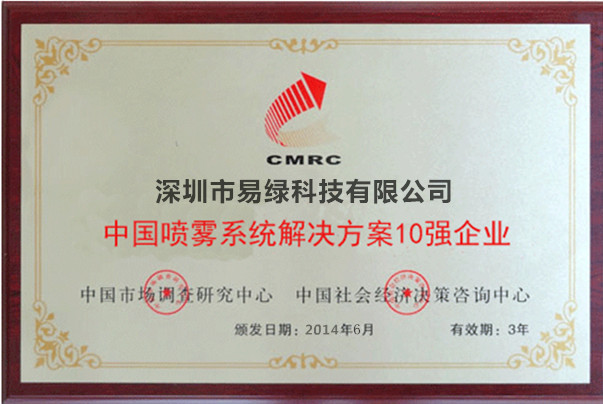 CMRC
深圳市易绿科技有限公司
中国喷雾系统解决方案10强企业
中国市场调查研究中心 中国社会经济决策咨询中心
颁发日期：2014年6月 有效期：3年